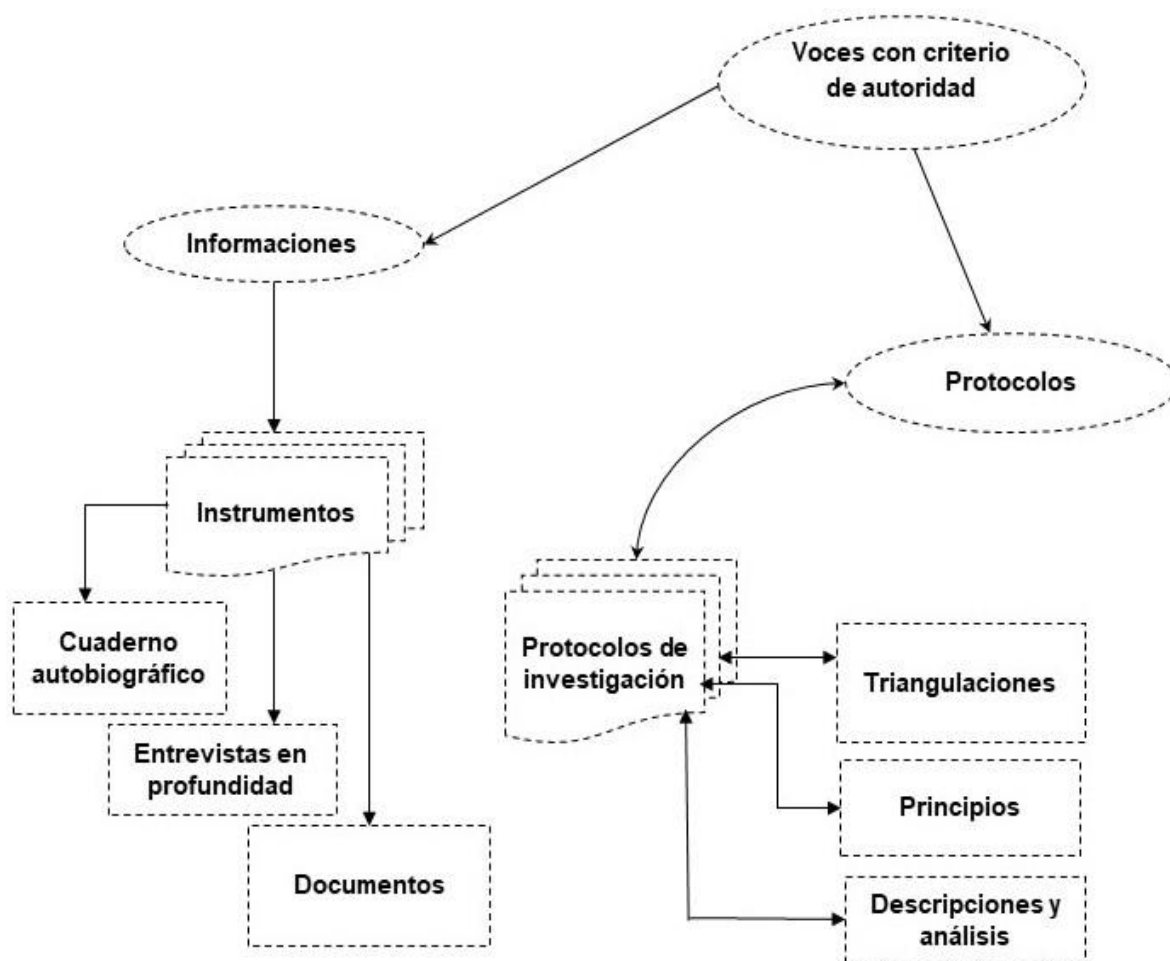 Voces con criterio
de autoridad
Informaciones
Protocolos
Instrumentos
Cuaderno
autobiográfico
Entrevistas en
profundidad
Documentos
Protocolos de
investigación
Triangulaciones
Principios
Descripciones y
análisis